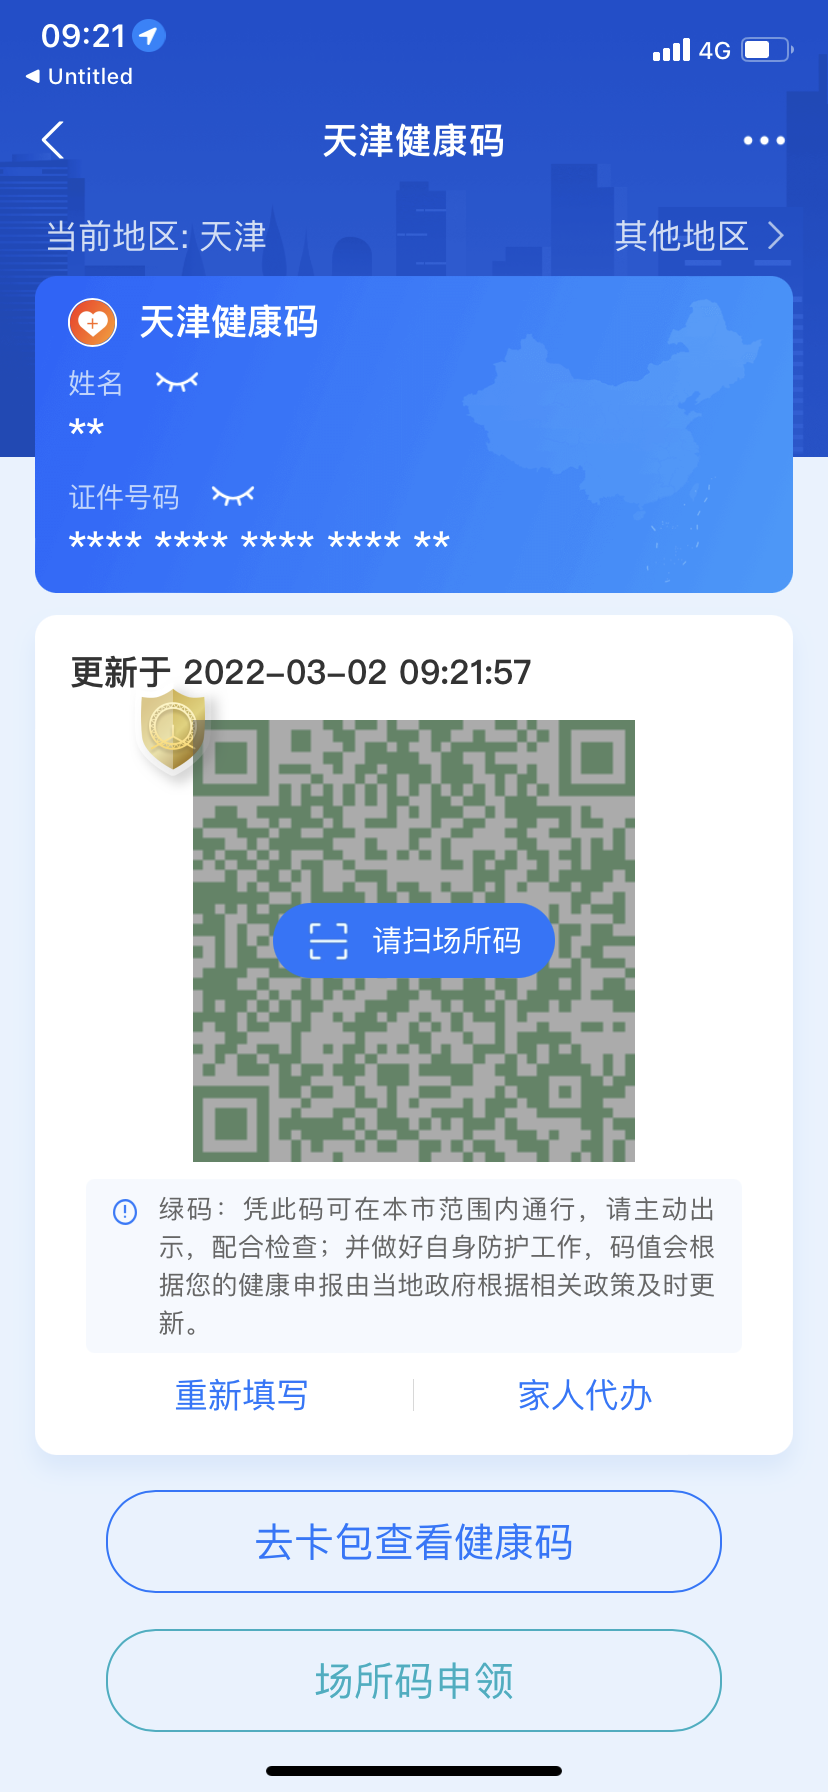 09:21
4G
Untitled
天津健康码
当前地区: 天津
其他地区
天津健康码
姓名
**
证件号码
**** **** **** **** **
更新于 2022-03-02 09:21:57
请扫场所码
绿码：凭此码可在本市范围内通行，请主动出
示，配合检查；并做好自身防护工作，码值会根
据您的健康申报由当地政府根据相关政策及时更
新。
重新填写
家人代办
去卡包查看健康码
场所码申领